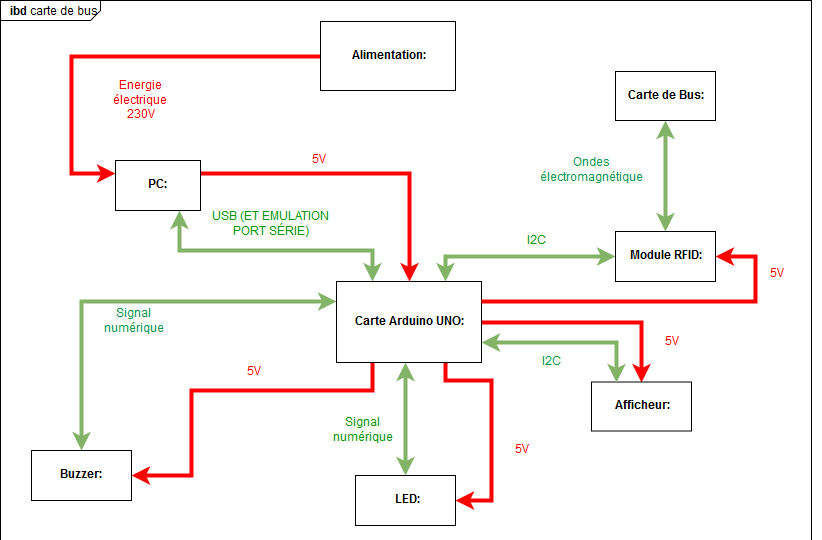 ibd carte de bus
Alimentation:
Energie
électrique
230V
Carte de Bus:
5V
PC:
Ondes
électromagnétique
USB (ET EMULATION
PORT SÉRIE)
I2C
Module RFID:
5V
Signal
numérique
Carte Arduino UNO:
5V
I2C
5V
Afficheur:
Signal
numérique
5V
Buzzer:
LED: